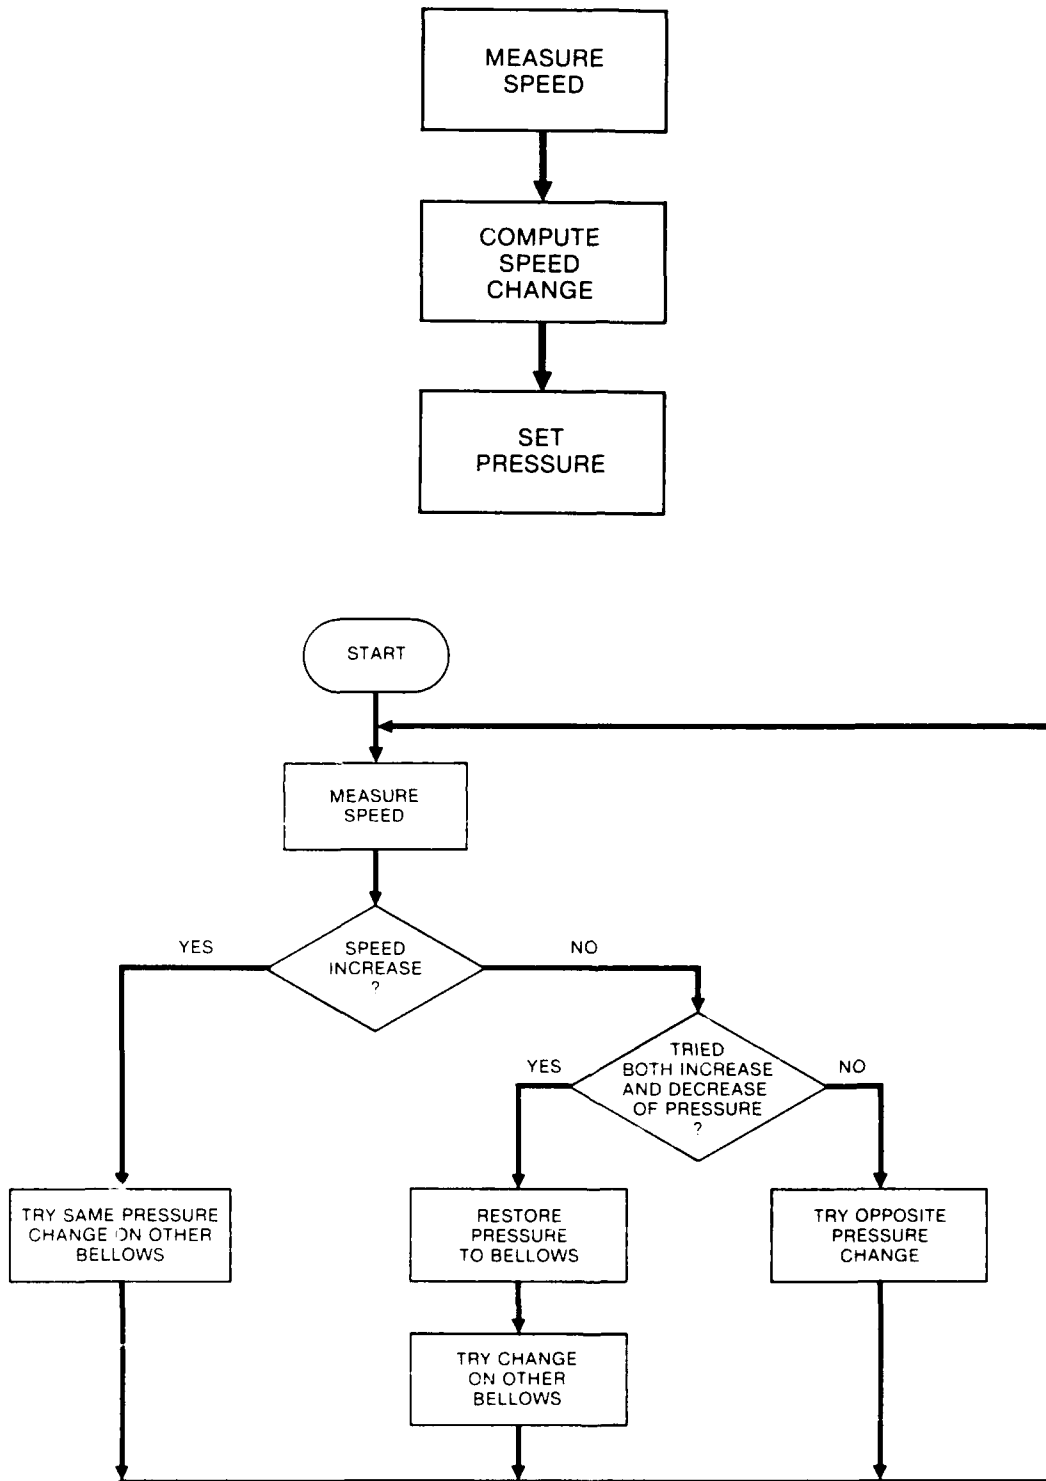 MEASURE
SPEED
COMPUTE
SPEED
CHANGE
SET
PRESSURE
START
MEASURE
SPEED
YES
SPEED
INCREASE
?
NO
YES
TRIED
BOTH INCREASE
AND DECREASE
OF PRESSURE
?
NO
TRY SAME PRESSURE
CHANGE ON OTHER
BELLOWS
RESTORE
PRESSURE
TO BELLOWS
TRY OPPOSITE
PRESSURE
CHANGE
TRY CHANGE
ON OTHER
BELLOWS